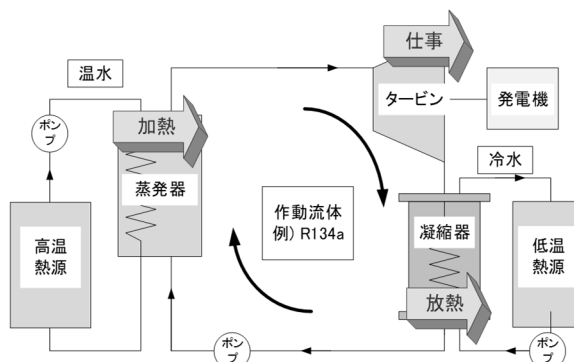 仕事
温水
タービン
発電機
ポン
プ
加熱
冷水
蒸発器
作動流体
例) R134a
高温
熱源
凝縮器
低温
熱源
放熱
ポン
プ
ポン
プ